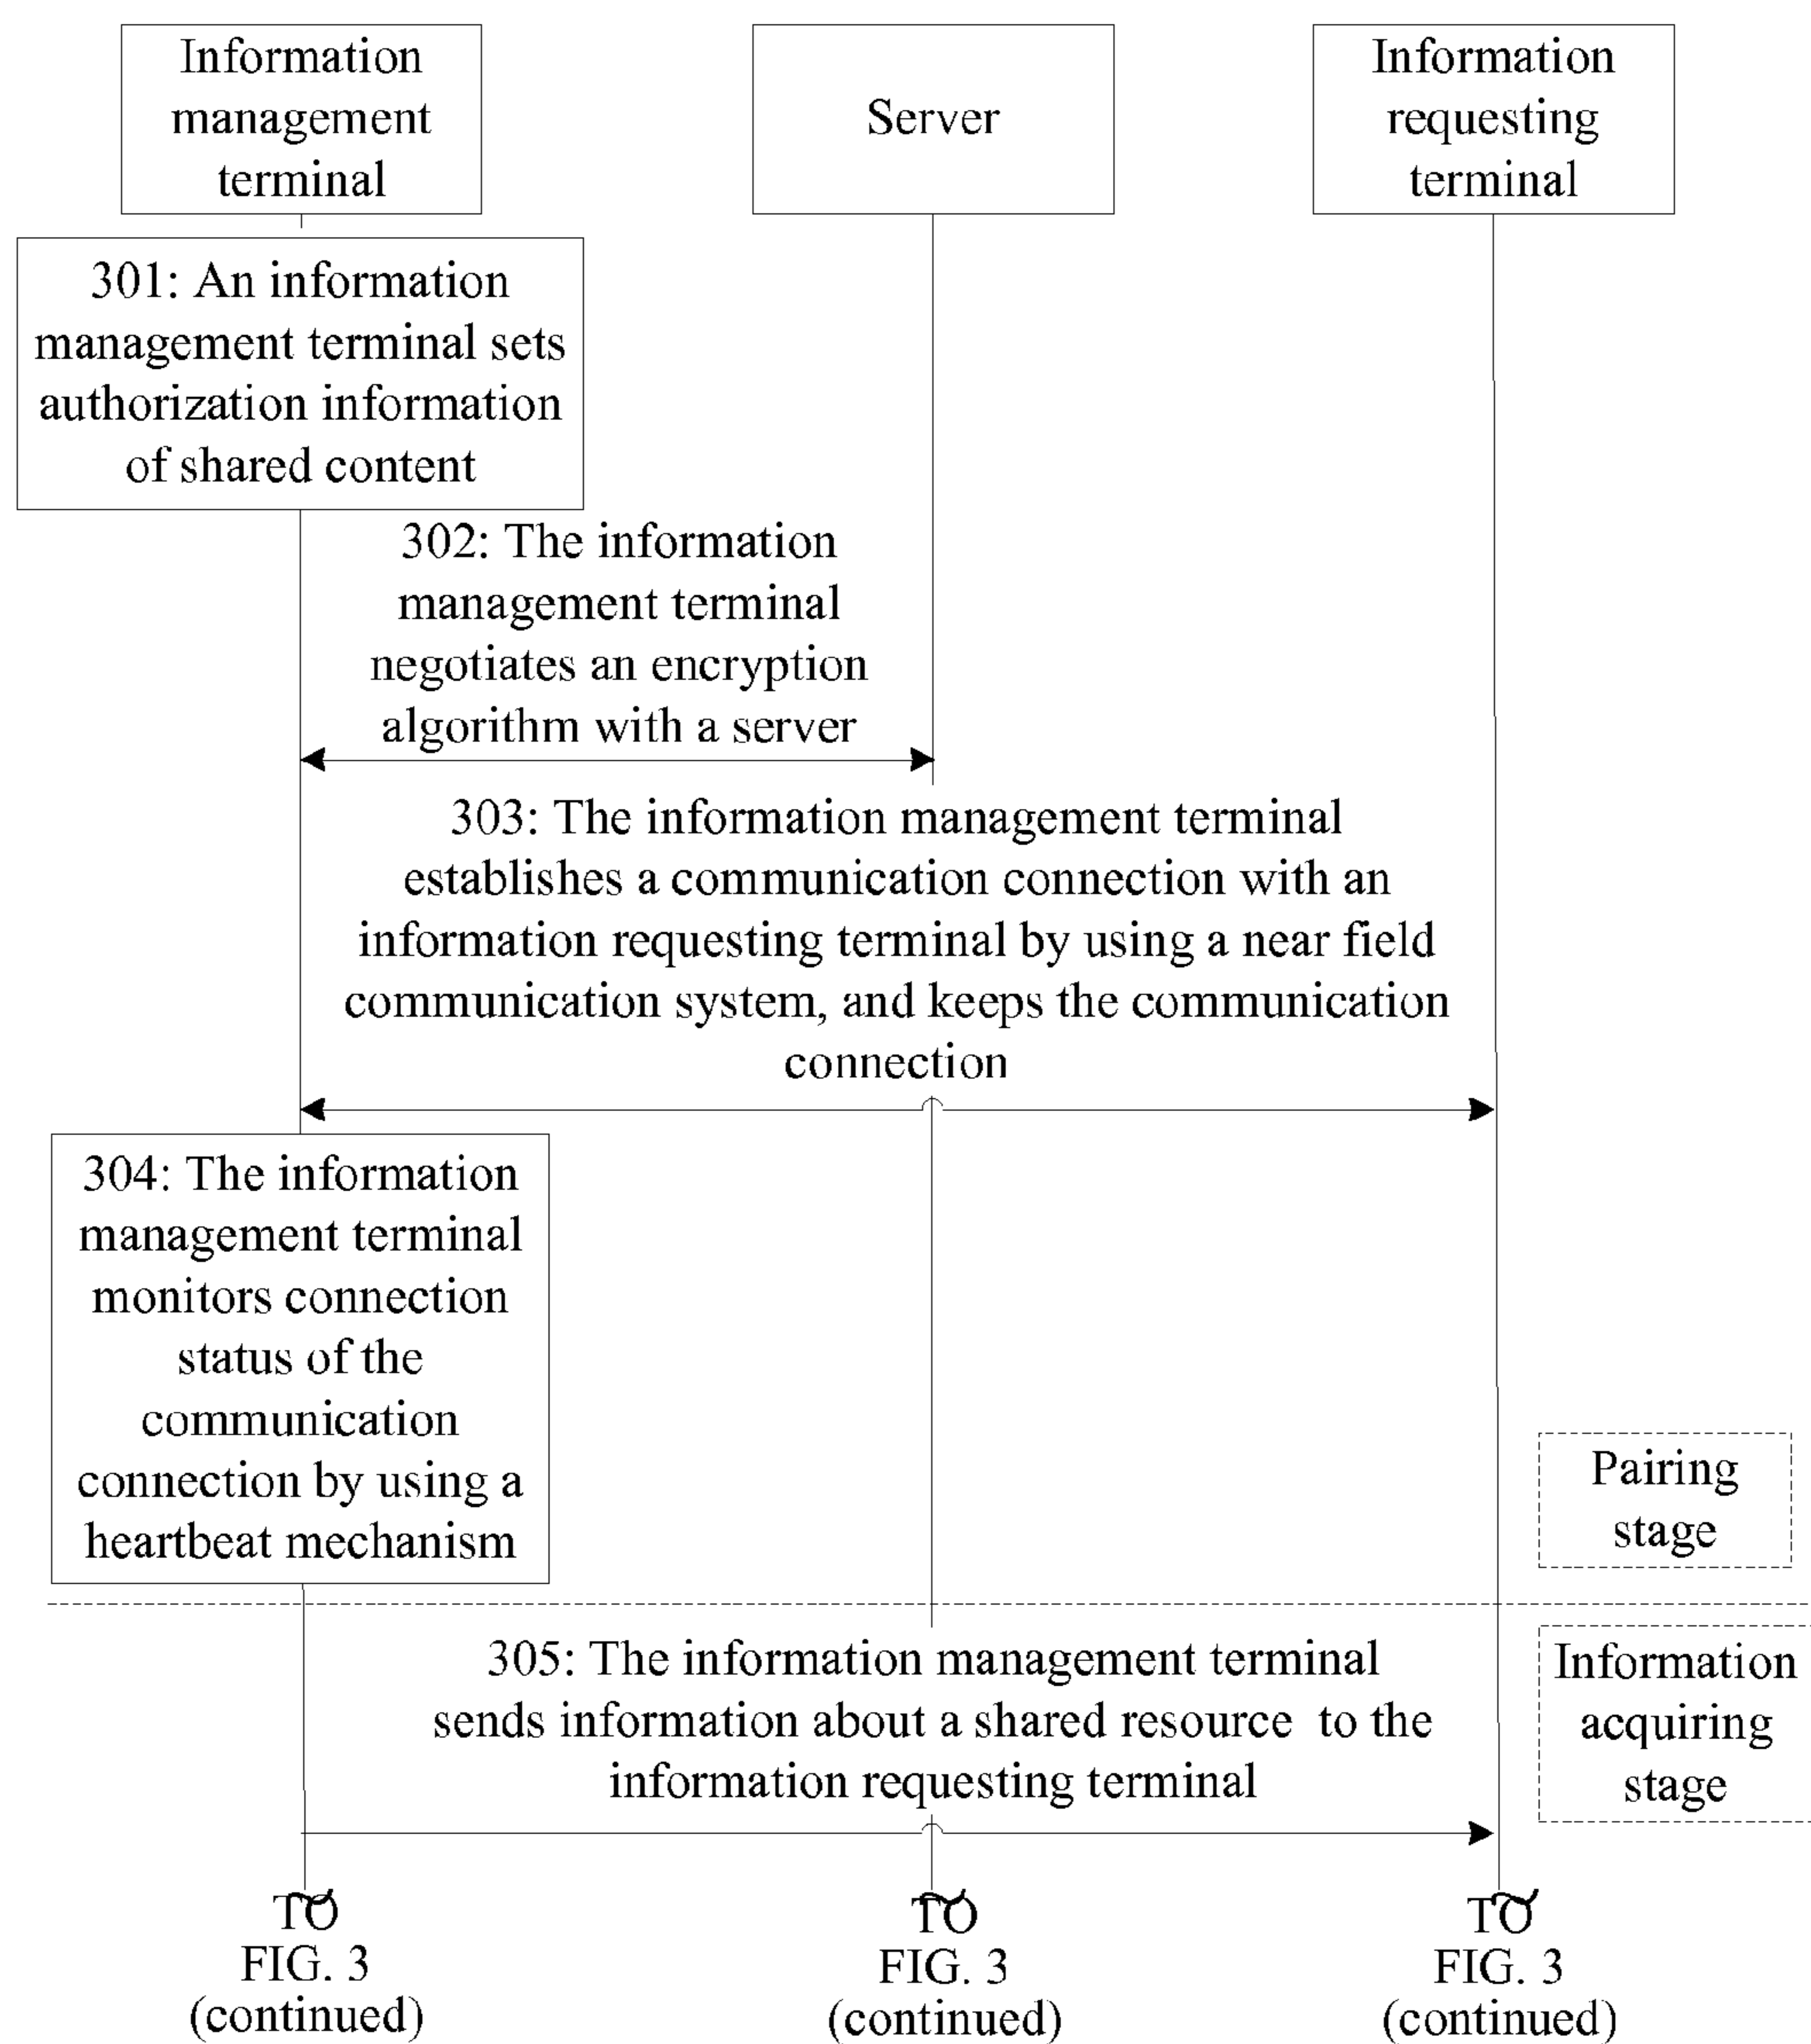 Information
management
terminal
Server
Information
requesting
terminal
301: An information
management terminal sets
authorization information
of shared content
302: The information
management terminal
negotiates an encryption
algorithm with a server
303: The information management terminal
establishes a communication connection with an
information requesting terminal by using a near field
communication system, and keeps the communication
connection
304: The information
management terminal
monitors connection
status of the
communication
connection by using a
heartbeat mechanism
Pairing
stage
305: The information management terminal
sends information about a shared resource to the
information requesting terminal
Information
acquiring
stage
TO
FIG. 3
(continued)
TO
FIG. 3
(continued)
TO
FIG. 3
(continued)